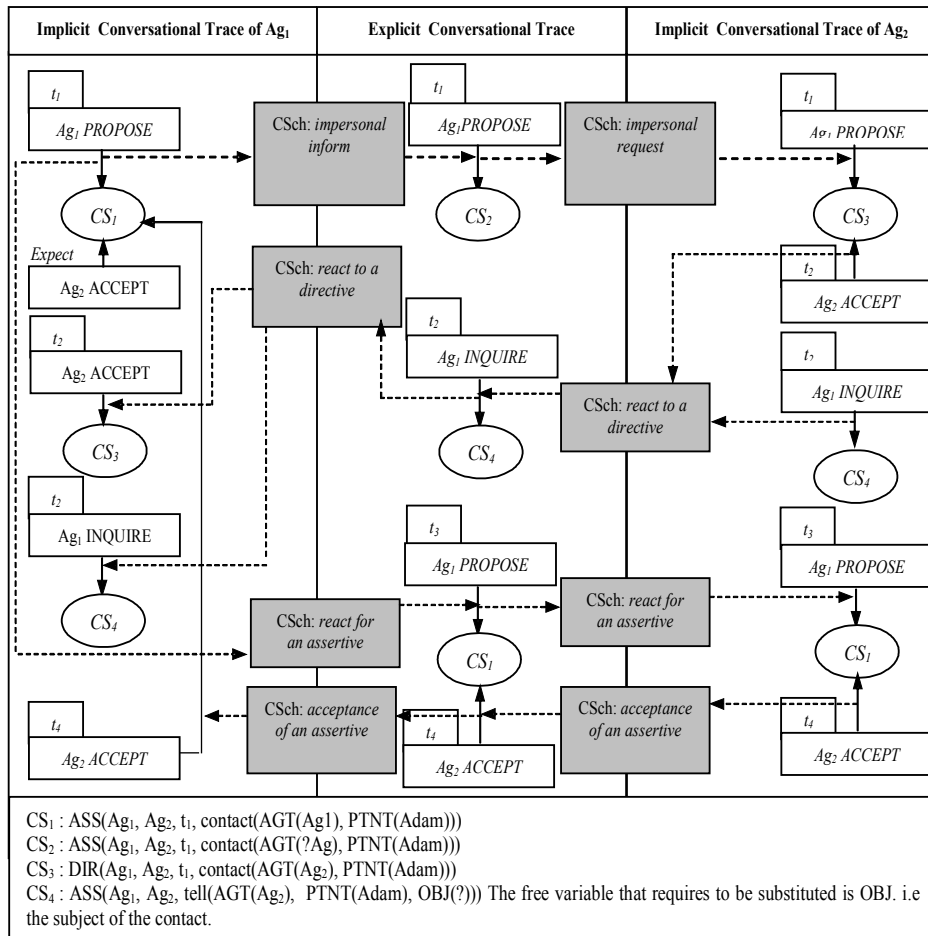 Implicit Conversational Trace of Ag₁
Explicit Conversational Trace
Implicit Conversational Trace of Ag₂
t₁
Ag₁ PROPOSE
CS₁
Expect
Ag₂ ACCEPT
t₂
Ag₂ ACCEPT
CS₃
t₂
Ag₁ INQUIRE
CS₄
t₄
Ag₂ ACCEPT
CSch: impersonal
inform
CSch: react to a
directive
CSch: react for
an assertive
CSch: acceptance
of an assertive
t₁
Ag₁PROPOSE
CS₂
t₂
Ag₁ INQUIRE
CS₄
t₃
Ag₁ PROPOSE
CS₁
t₄
Ag₂ ACCEPT
CSch: impersonal
request
CSch: react to a
directive
CSch: react for
an assertive
CSch: acceptance
of an assertive
t₁
Ag₁ PROPOSE
CS₃
t₂
Ag₂ ACCEPT
t₂
Ag₁ INQUIRE
CS₄
t₃
Ag₁ PROPOSE
CS₁
t₄
Ag₂ ACCEPT
CS₁ : ASS(Ag₁, Ag₂, t₁, contact(AGT(Ag1), PTNT(Adam)))
CS₂ : ASS(Ag₁, Ag₂, t₁, contact(AGT(?Ag), PTNT(Adam)))
CS₃ : DIR(Ag₁, Ag₂, t₁, contact(AGT(Ag₂), PTNT(Adam)))
CS₄ : ASS(Ag₁, Ag₂, tell(AGT(Ag₂), PTNT(Adam), OBJ(?))) The free variable that requires to be substituted is OBJ. i.e
the subject of the contact.